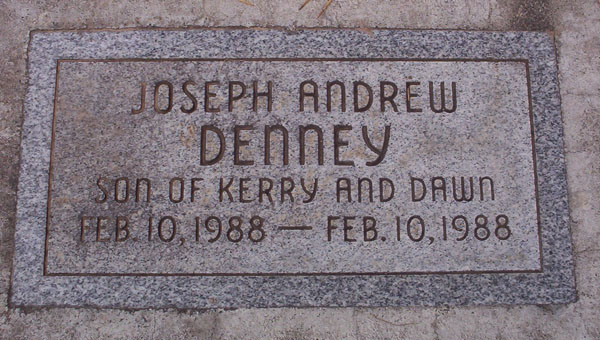 JOSEPH ANDREW
DENNEY
SON OF KERRY AND DAWN
FEB. 10, 1988 — FEB. 10, 1988